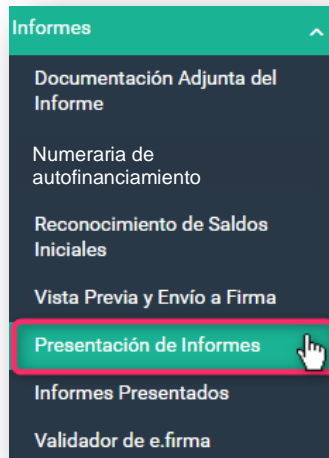 Informes
Documentación Adjunta del
Informe
Numeraria de
autofinanciamiento
Reconocimiento de Saldos
Iniciales
Vista Previa y Envío a Firma
Presentación de Informes
Informes Presentados
Validador de e.firma